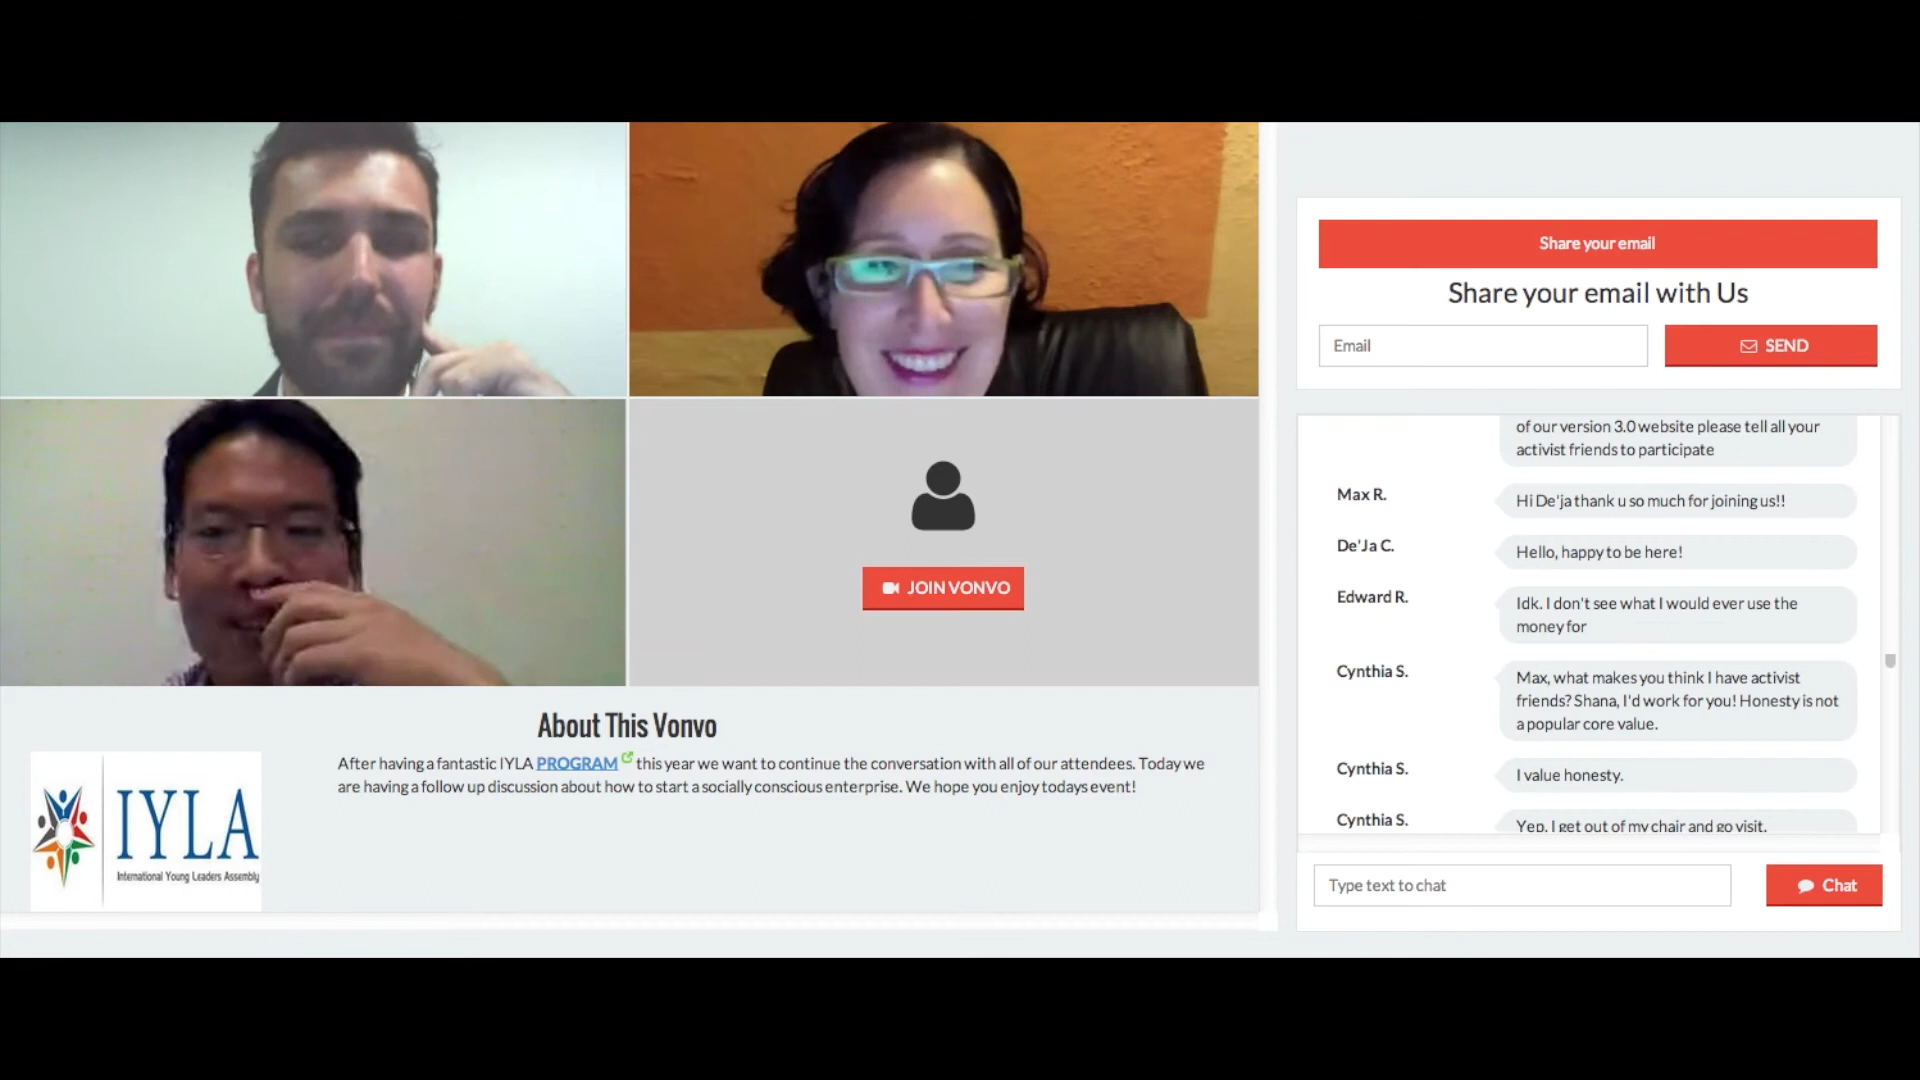 JOIN VONVO
About This Vonvo
After having a fantastic IYLA PROGRAM this year we want to continue the conversation with all of our attendees. Today we
are having a follow up discussion about how to start a socially conscious enterprise. We hope you enjoy todays event!
IYLA
International Young Leaders Assembly
Share your email
Share your email with Us
Email
SEND
of our version 3.0 website please tell all your
activist friends to participate
Max R.
Hi De'ja thank u so much for joining us!!
De'Ja C.
Hello, happy to be here!
Edward R.
Idk. I don't see what I would ever use the
money for
Cynthia S.
Max, what makes you think I have activist
friends? Shana, I'd work for you! Honesty is not
a popular core value.
Cynthia S.
I value honesty.
Cynthia S.
Yep. I get out of my chair and go visit.
Type text to chat
Chat